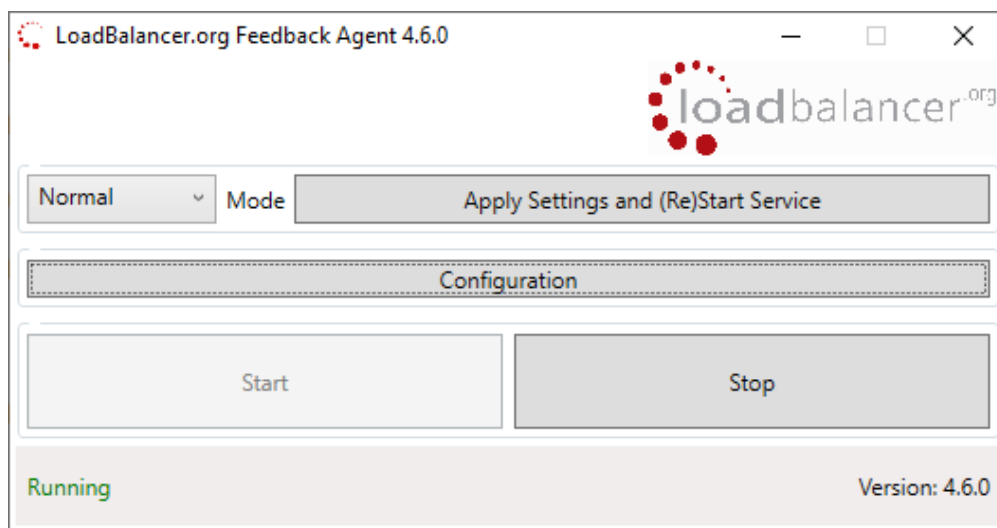 LoadBalancer.org Feedback Agent 4.6.0
loadbalancer.org
Normal Mode Apply Settings and (Re)Start Service
Configuration
Start Stop
Running Version: 4.6.0